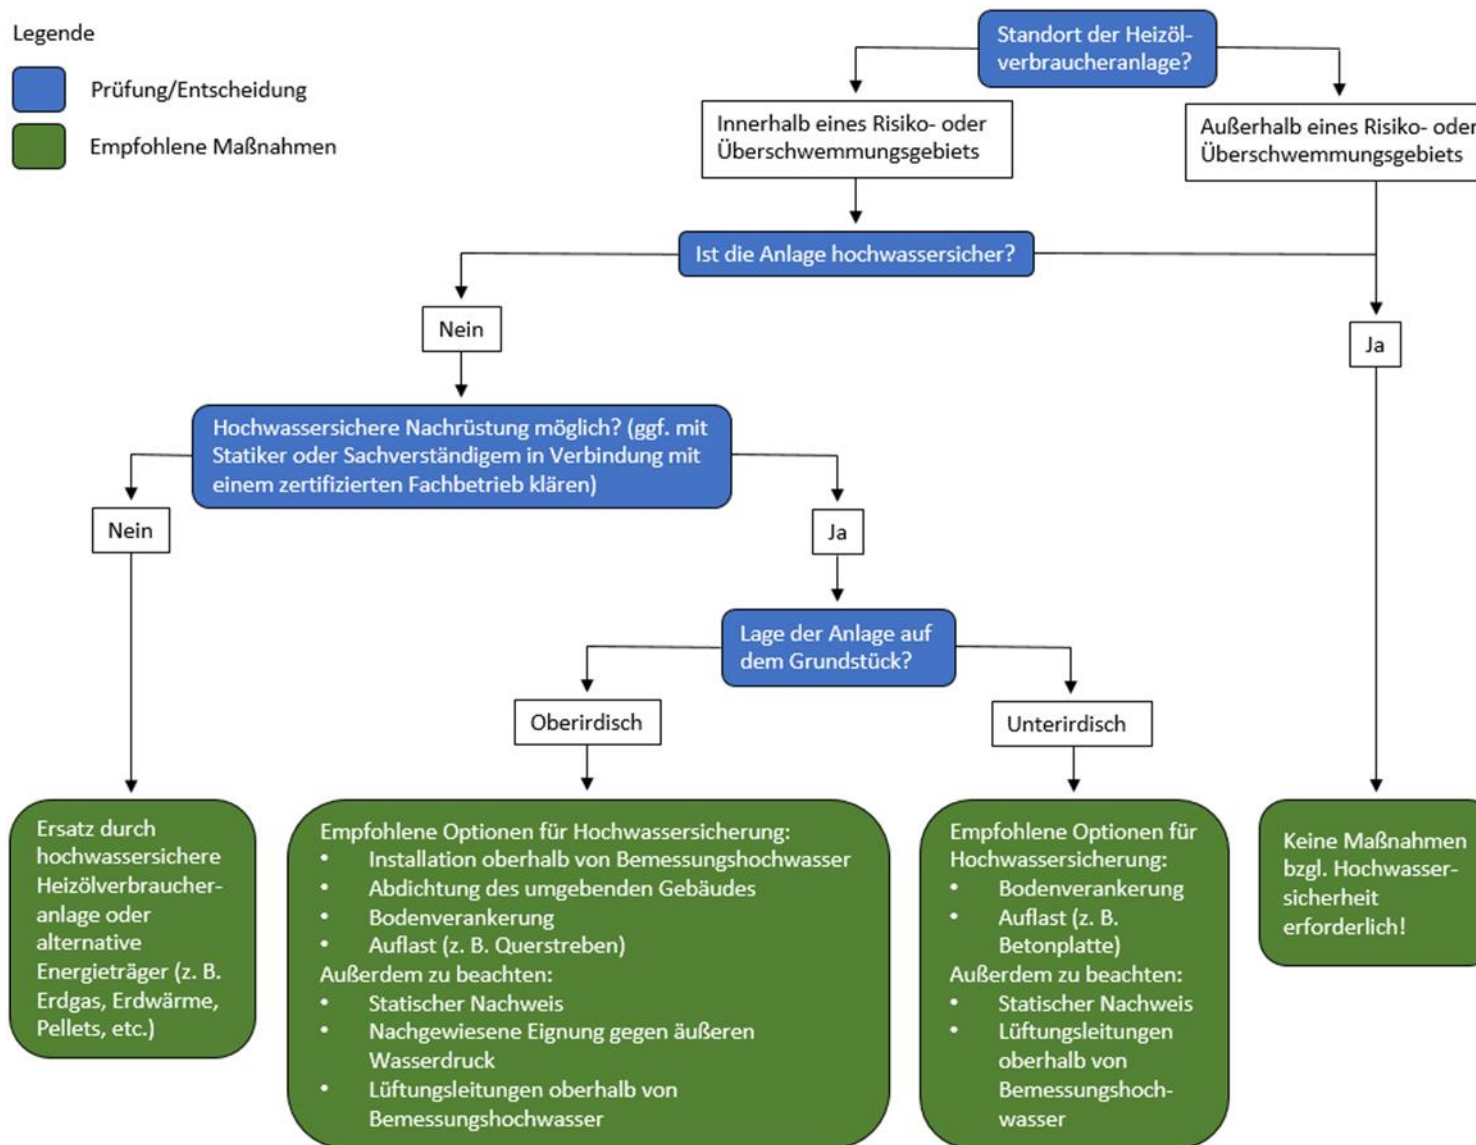 Legende
Prüfung/Entscheidung
Empfohlene Maßnahmen
Standort der Heizöl-
verbraucheranlage?
Innerhalb eines Risiko- oder
Überschwemmungsgebiets
Außerhalb eines Risiko- oder
Überschwemmungsgebiets
Ist die Anlage hochwassersicher?
Nein
Ja
Hochwassersichere Nachrüstung möglich? (ggf. mit
Statiker oder Sachverständigem in Verbindung mit
einem zertifizierten Fachbetrieb klären)
Nein
Ja
Lage der Anlage auf
dem Grundstück?
Oberirdisch
Unterirdisch
Ersatz durch
hochwassersichere
Heizölverbraucher-
anlage oder
alternative
Energieträger (z. B.
Erdgas, Erdwärme,
Pellets, etc.)
Empfohlene Optionen für Hochwassersicherung:
• Installation oberhalb von Bemessungshochwasser
• Abdichtung des umgebenden Gebäudes
• Bodenverankerung
• Auflast (z. B. Querstreben)
Außerdem zu beachten:
• Statischer Nachweis
• Nachgewiesene Eignung gegen äußeren
Wasserdruck
• Lüftungsleitungen oberhalb von
Bemessungshochwasser
Empfohlene Optionen für
Hochwassersicherung:
• Bodenverankerung
• Auflast (z. B.
Betonplatte)
Außerdem zu beachten:
• Statischer Nachweis
• Lüftungsleitungen
oberhalb von
Bemessungshoch-
wasser
Keine Maßnahmen
bzgl. Hochwasser-
sicherheit
erforderlich!